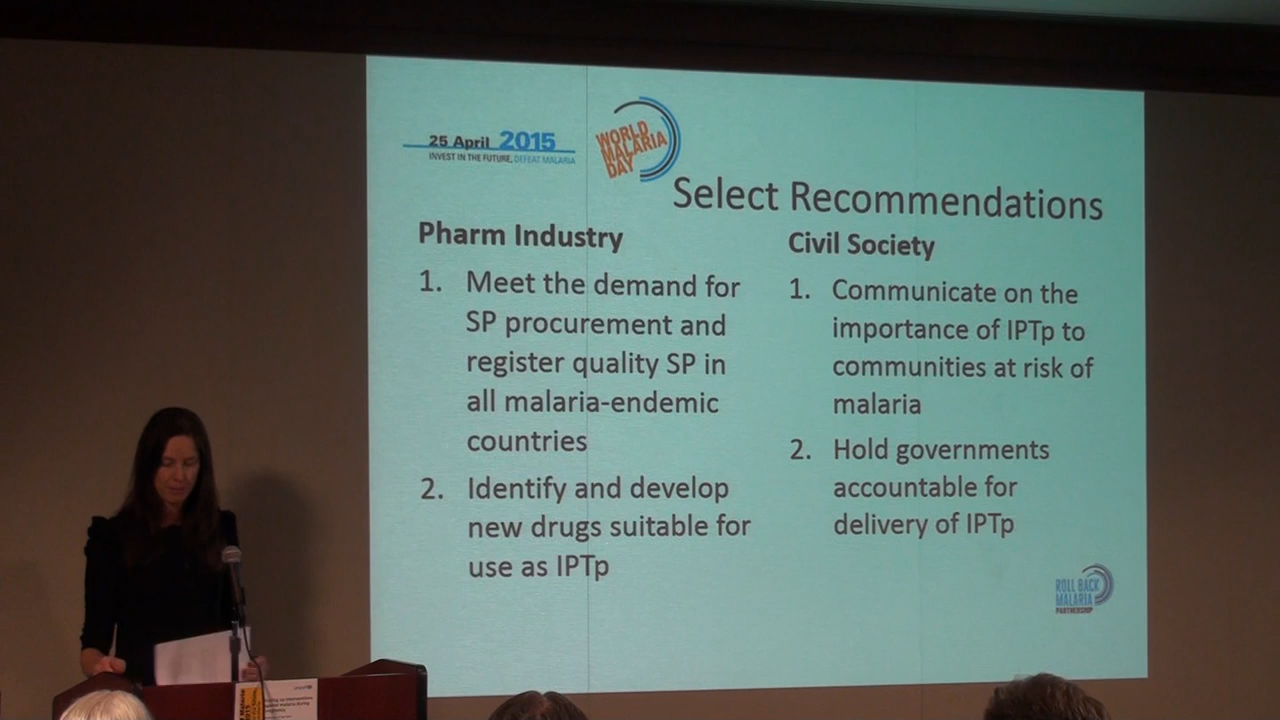 25 April 2015
INVEST IN THE FUTURE, DEFEAT MALARIA
WORLD
MALARIA
DAY
Select Recommendations
Pharm Industry
1. Meet the demand for
SP procurement and
register quality SP in
all malaria-endemic
countries
2. Identify and develop
new drugs suitable for
use as IPTp
Civil Society
1. Communicate on the
importance of IPTp to
communities at risk of
malaria
2. Hold governments
accountable for
delivery of IPTp
ROLL BACK
MALARIA
PARTNERSHIP